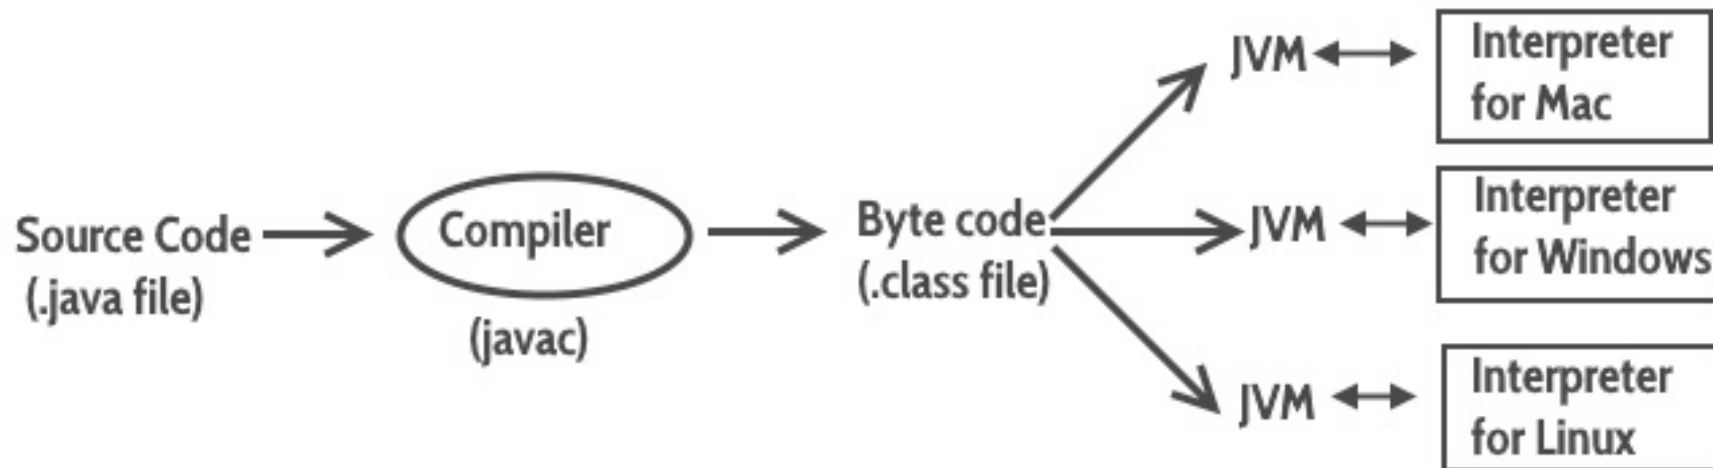 Source Code
(.java file)
Compiler
(javac)
Byte code
(.class file)
JVM
Interpreter
for Mac
JVM
Interpreter
for Windows
JVM
Interpreter
for Linux